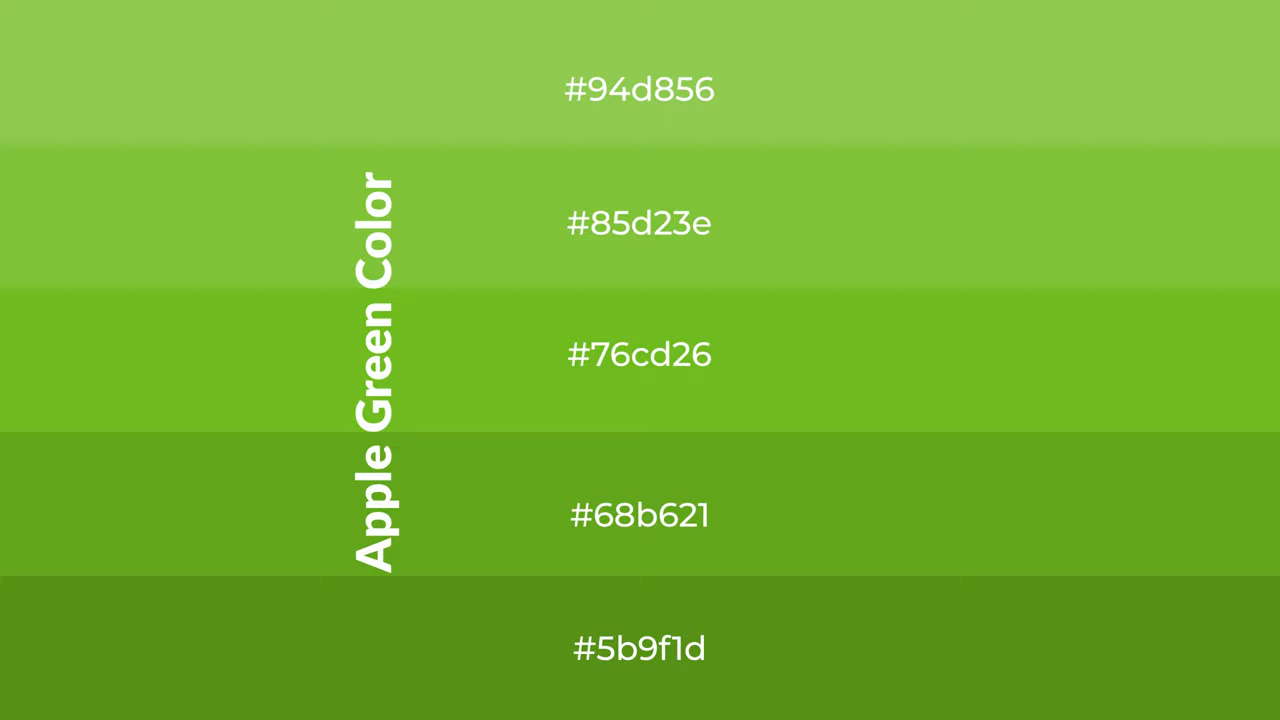 Apple Green Color
#94d856
#85d23e
#76cd26
#68b621
#5b9f1d